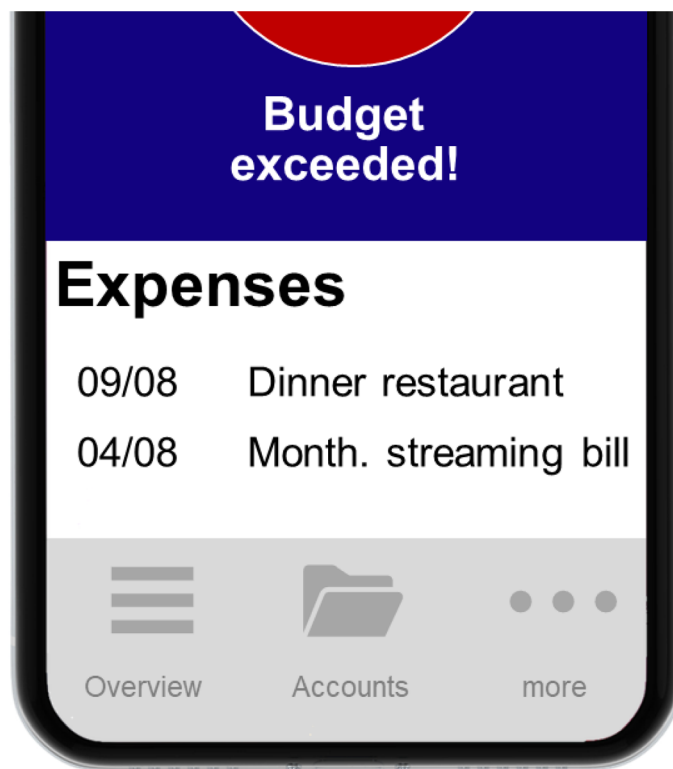 Budget
exceeded!
Expenses
09/08 Dinner restaurant
04/08 Month. streaming bill
Overview Accounts more